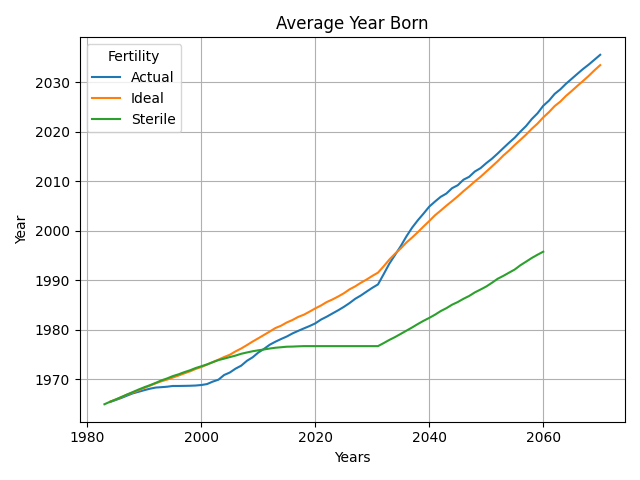 Average Year Born
Fertility
Actual
Ideal
Sterile
Year
2030
2020
2010
2000
1990
1980
1970
1980 2000 2020 2040 2060
Years